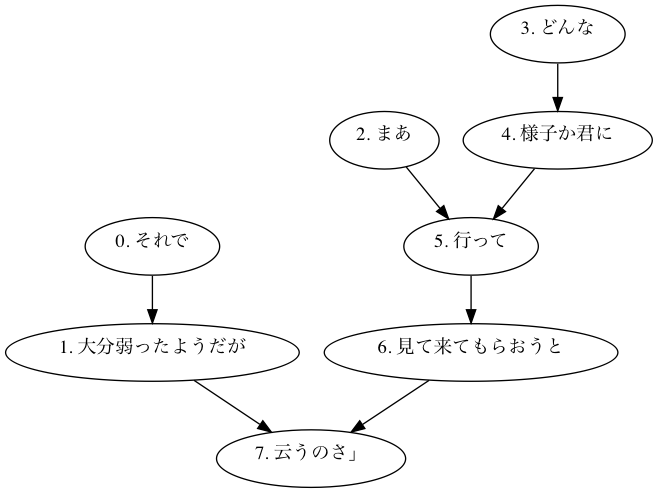 3. どんな
2. まあ
4. 様子か君に
0. それで
5. 行って
1. 大分弱ったようだが
6. 見て来てもらおうと
7. 云うのさ」